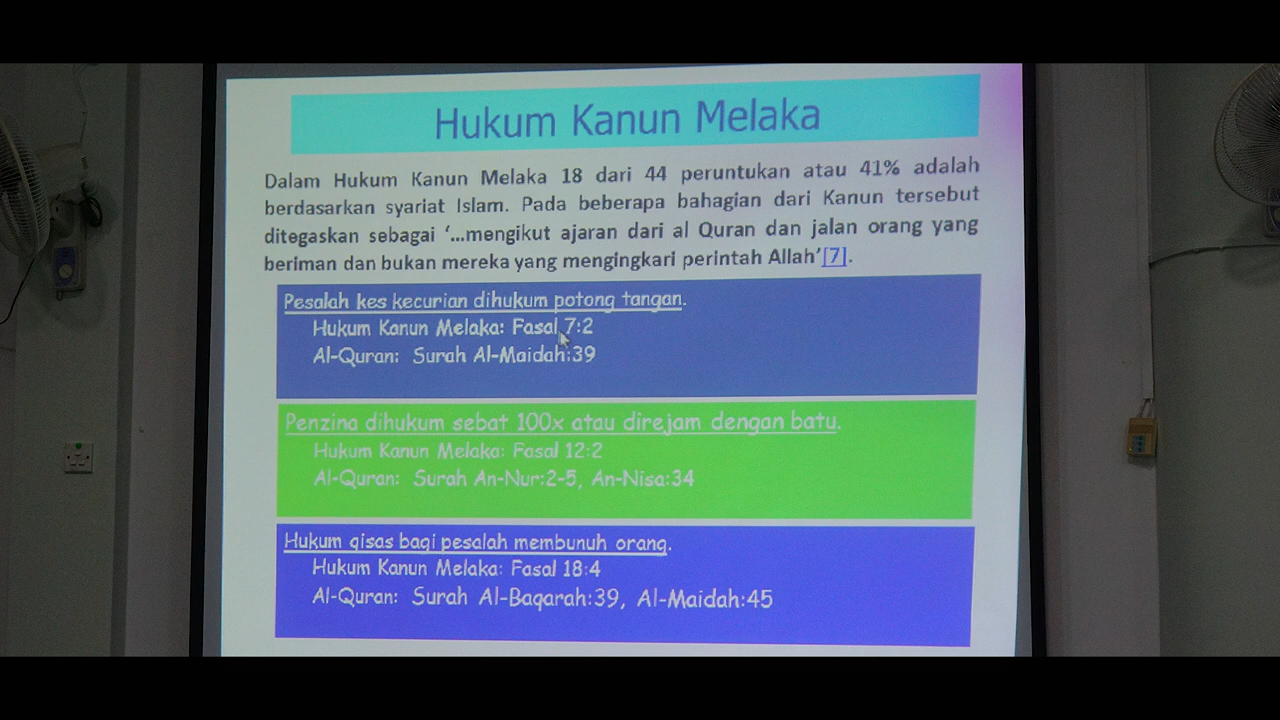 Hukum Kanun Melaka
Dalam Hukum Kanun Melaka 18 dari 44 peruntukan atau 41% adalah
berdasarkan syariat Islam. Pada beberapa bahagian dari Kanun tersebut
ditegaskan sebagai ‘...mengikut ajaran dari al Quran dan jalan orang yang
beriman dan bukan mereka yang mengingkari perintah Allah’[7].
Pesalah kes kecurian dihukum potong tangan.
Hukum Kanun Melaka: Fasal 7:2
Al-Quran: Surah Al-Maidah:39
Penzina dihukum sebat 100x atau direjam dengan batu.
Hukum Kanun Melaka: Fasal 12:2
Al-Quran: Surah An-Nur:2-5, An-Nisa:34
Hukum qisas bagi pesalah membunuh orang.
Hukum Kanun Melaka: Fasal 18:4
Al-Quran: Surah Al-Baqarah:39, Al-Maidah:45